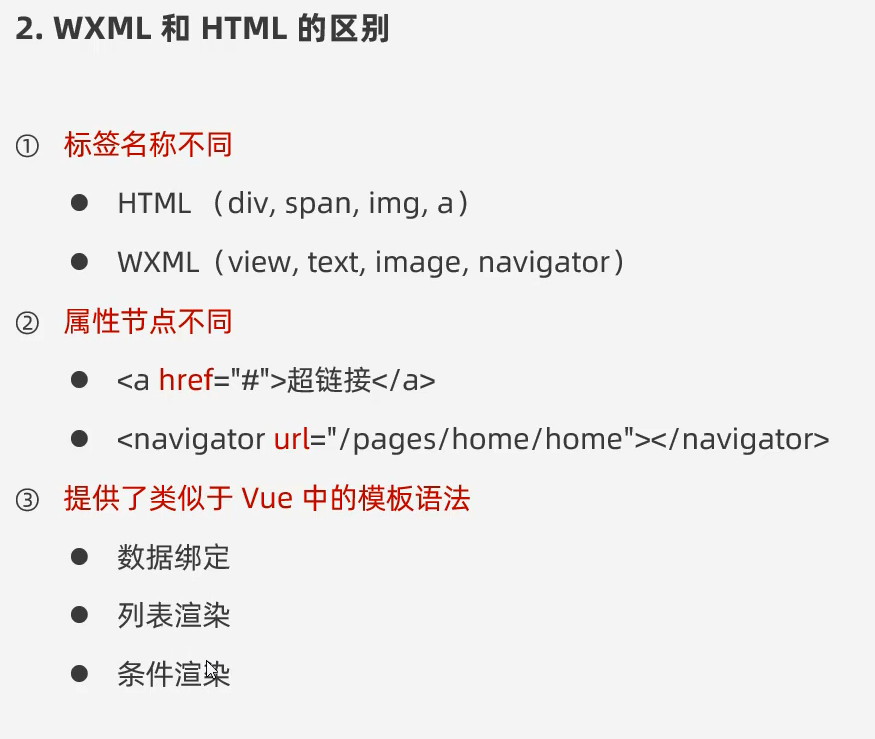 2. WXML 和 HTML 的区别
① 标签名称不同
● HTML （div, span, img, a）
● WXML（view, text, image, navigator）
② 属性节点不同
● <a href="#">超链接</a>
● <navigator url="/pages/home/home"></navigator>
③ 提供了类似于 Vue 中的模板语法
● 数据绑定
● 列表渲染
● 条件渲染